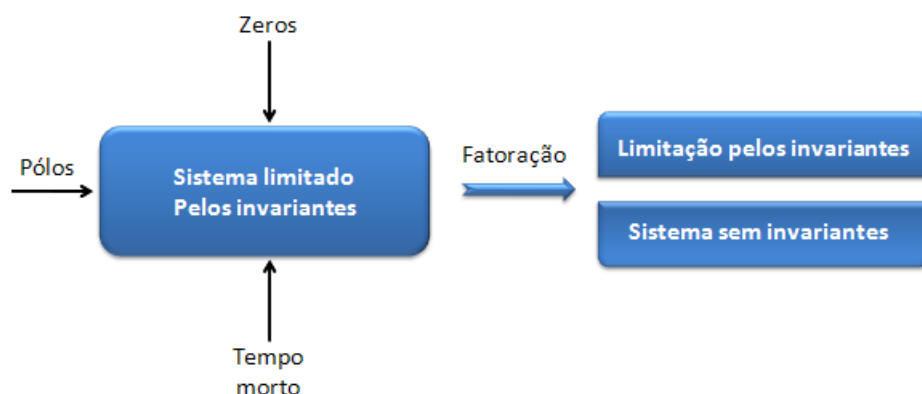 Zeros
Pólos
Sistema limitado
Pelos invariantes
Tempo
morto
Fatoração
Limitação pelos invariantes
Sistema sem invariantes